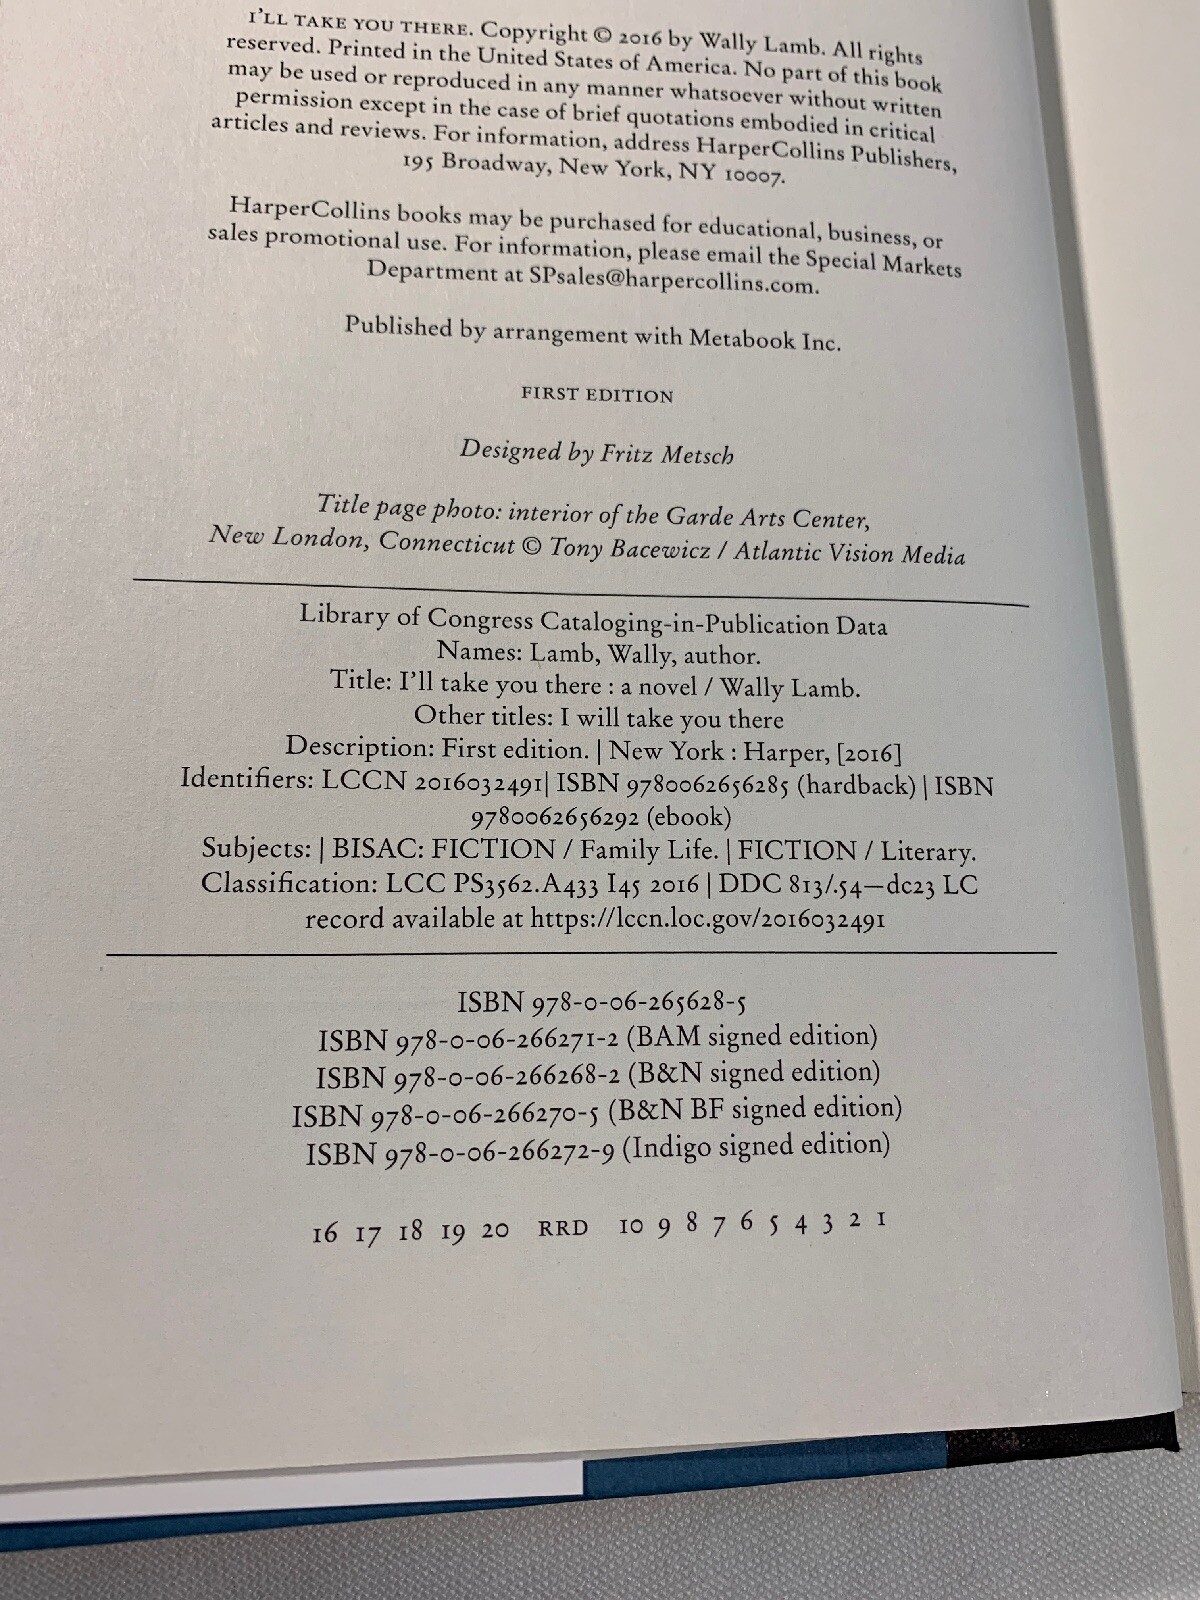 I'LL TAKE YOU THERE. Copyright © 2016 by Wally Lamb. All rights
reserved. Printed in the United States of America. No part of this book
may be used or reproduced in any manner whatsoever without written
permission except in the case of brief quotations embodied in critical
articles and reviews. For information, address HarperCollins Publishers,
195 Broadway, New York, NY 10007.
HarperCollins books may be purchased for educational, business, or
sales promotional use. For information, please email the Special Markets
Department at SPsales@harpercollins.com.
Published by arrangement with Metabook Inc.
FIRST EDITION
Designed by Fritz Metsch
Title page photo: interior of the Garde Arts Center,
New London, Connecticut © Tony Bacewicz / Atlantic Vision Media
Library of Congress Cataloging-in-Publication Data
Names: Lamb, Wally, author.
Title: I'll take you there : a novel / Wally Lamb.
Other titles: I will take you there
Description: First edition. | New York : Harper, [2016]
Identifiers: LCCN 2016032491| ISBN 9780062656285 (hardback) | ISBN
9780062656292 (ebook)
Subjects: | BISAC: FICTION / Family Life. | FICTION / Literary.
Classification: LCC PS3562.A433 I45 2016 | DDC 813/.54—dc23 LC
record available at https://lccn.loc.gov/2016032491
ISBN 978-0-06-265628-5
ISBN 978-0-06-266271-2 (BAM signed edition)
ISBN 978-0-06-266268-2 (B&N signed edition)
ISBN 978-0-06-266270-5 (B&N BF signed edition)
ISBN 978-0-06-266272-9 (Indigo signed edition)
16 17 18 19 20 RRD 10 9 8 7 6 5 4 3 2 1